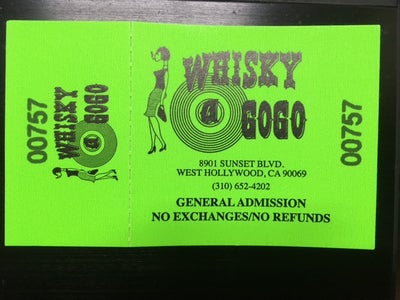 00757
WHISKY
a
GOGO
WHISKY
a GOGO
8901 SUNSET BLVD.
WEST HOLLYWOOD, CA 90069
(310) 652-4202
GENERAL ADMISSION
NO EXCHANGES/NO REFUNDS
00757